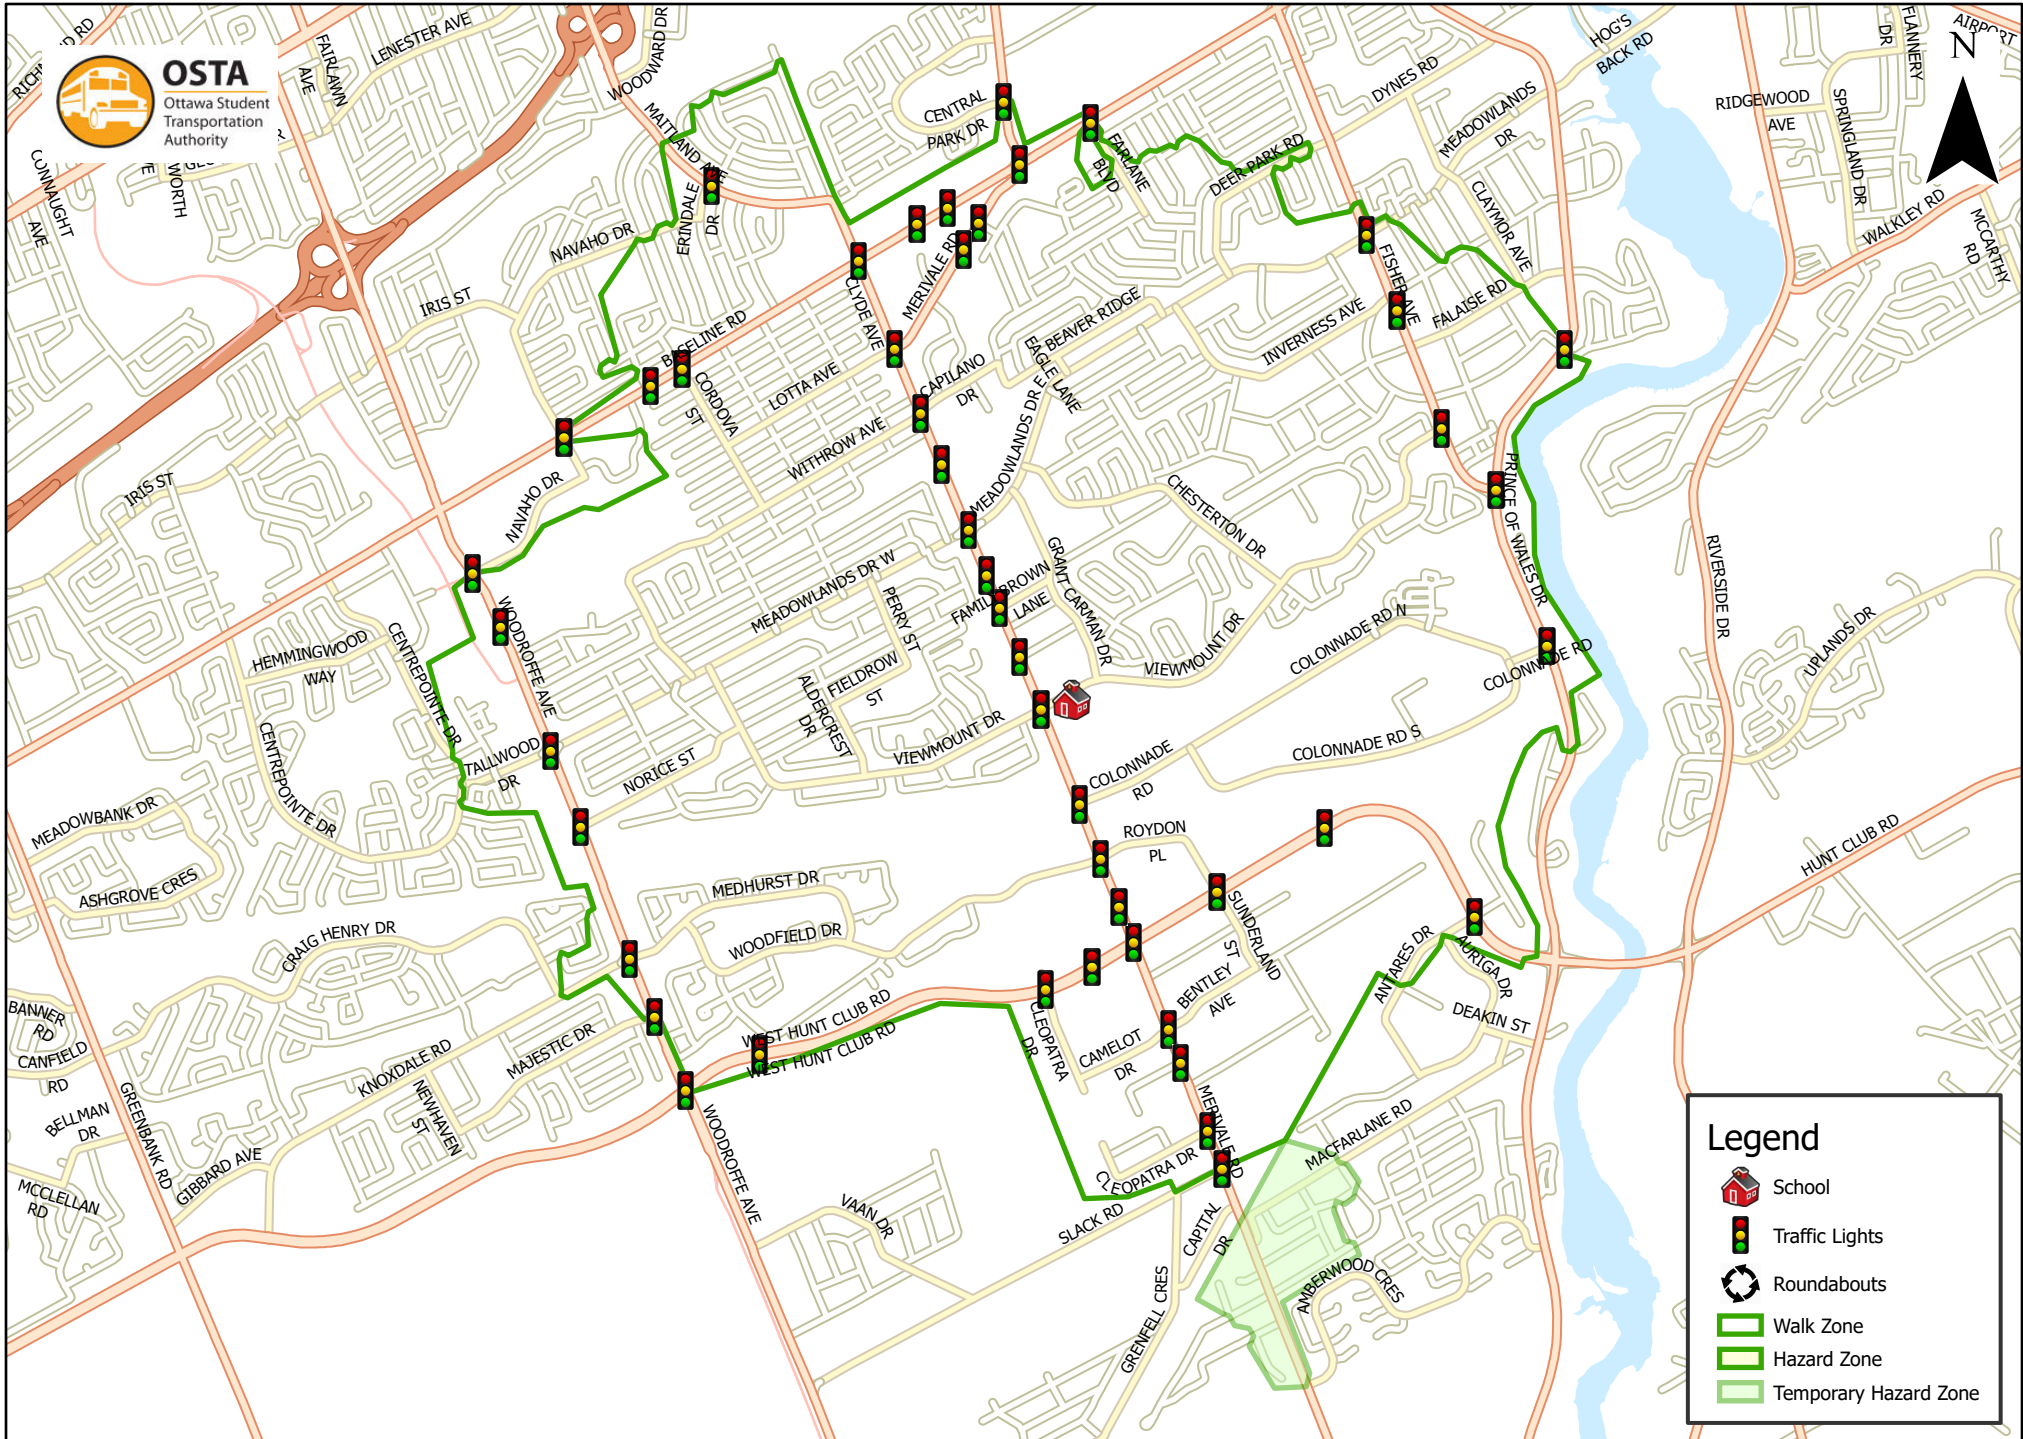 OSTA
Ottawa Student
Transportation
Authority
FAIRLAWN
AVE
LENESTER AVE
WOODWARD DR
CONNAUGHT
AVE
WORTH
MAITLAND AVE
ERINDALE
DR
NAVAHO DR
IRIS ST
IRIS ST
CENTRAL
PARK DR
FARLANE
BLVD
DEER PARK RD
DYNES RD
MEADOWLANDS
DR
HOG'S
BACK RD
CLAYMOR AVE
FISHER AVE
FALAISE RD
INVERNESS AVE
RIDGEWOOD
AVE
SPRINGLAND DR
FLANNERY
DR
AIRPORT
N
WALKLEY RD
MCCARTHY
RD
CLYDE AVE
MERIVALE RD
BASELINE RD
CORDOVA
ST
LOTTA AVE
WITHROW AVE
CAPILANO
DR
BEAVER RIDGE
EAGLE LANE
MEADOWLANDS DR E
NAVAHO DR
CHESTERTON DR
PRINCE OF WALES DR
RIVERSIDE DR
UPLANDS DR
HUNT CLUB RD
WOODROFFE AVE
MEADOWLANDS DR W
PERRY ST
FAMILY BROWN
LANE
GRANT CARMAN DR
VIEWMOUNT DR
COLONNADE RD N
COLONNADE RD
HEMMINGWOOD
WAY
CENTREPOINTE DR
CENTREPOINTE DR
TALLWOOD
DR
NORICE ST
ALDERCREST
DR
FIELDROW
ST
VIEWMOUNT DR
COLONNADE
RD
COLONNADE RD S
MEADOWBANK DR
ASHGROVE CRES
CRAIG HENRY DR
MEDHURST DR
WOODFIELD DR
ROYDON
PL
SUNDERLAND
ST
ANTARES DR
AURIGA DR
DEAKIN ST
BENTLEY
AVE
CAMELOT
DR
CLEOPATRA
DR
WEST HUNT CLUB RD
WEST HUNT CLUB RD
BANNER
RD
CANFIELD
RD
BELLMAN
DR
MCCLELLAN
RD
GREENBANK RD
GIBBARD AVE
KNOXDALE RD
NEWHAVEN
ST
MAJESTIC DR
WOODROFFE AVE
VAAN DR
SLACK RD
CLEOPATRA DR
MERIVALE RD
MACFARLANE RD
CAPITAL
DR
GRENFELL CRES
AMBERWOOD CRES
Legend
School
Traffic Lights
Roundabouts
Walk Zone
Hazard Zone
Temporary Hazard Zone